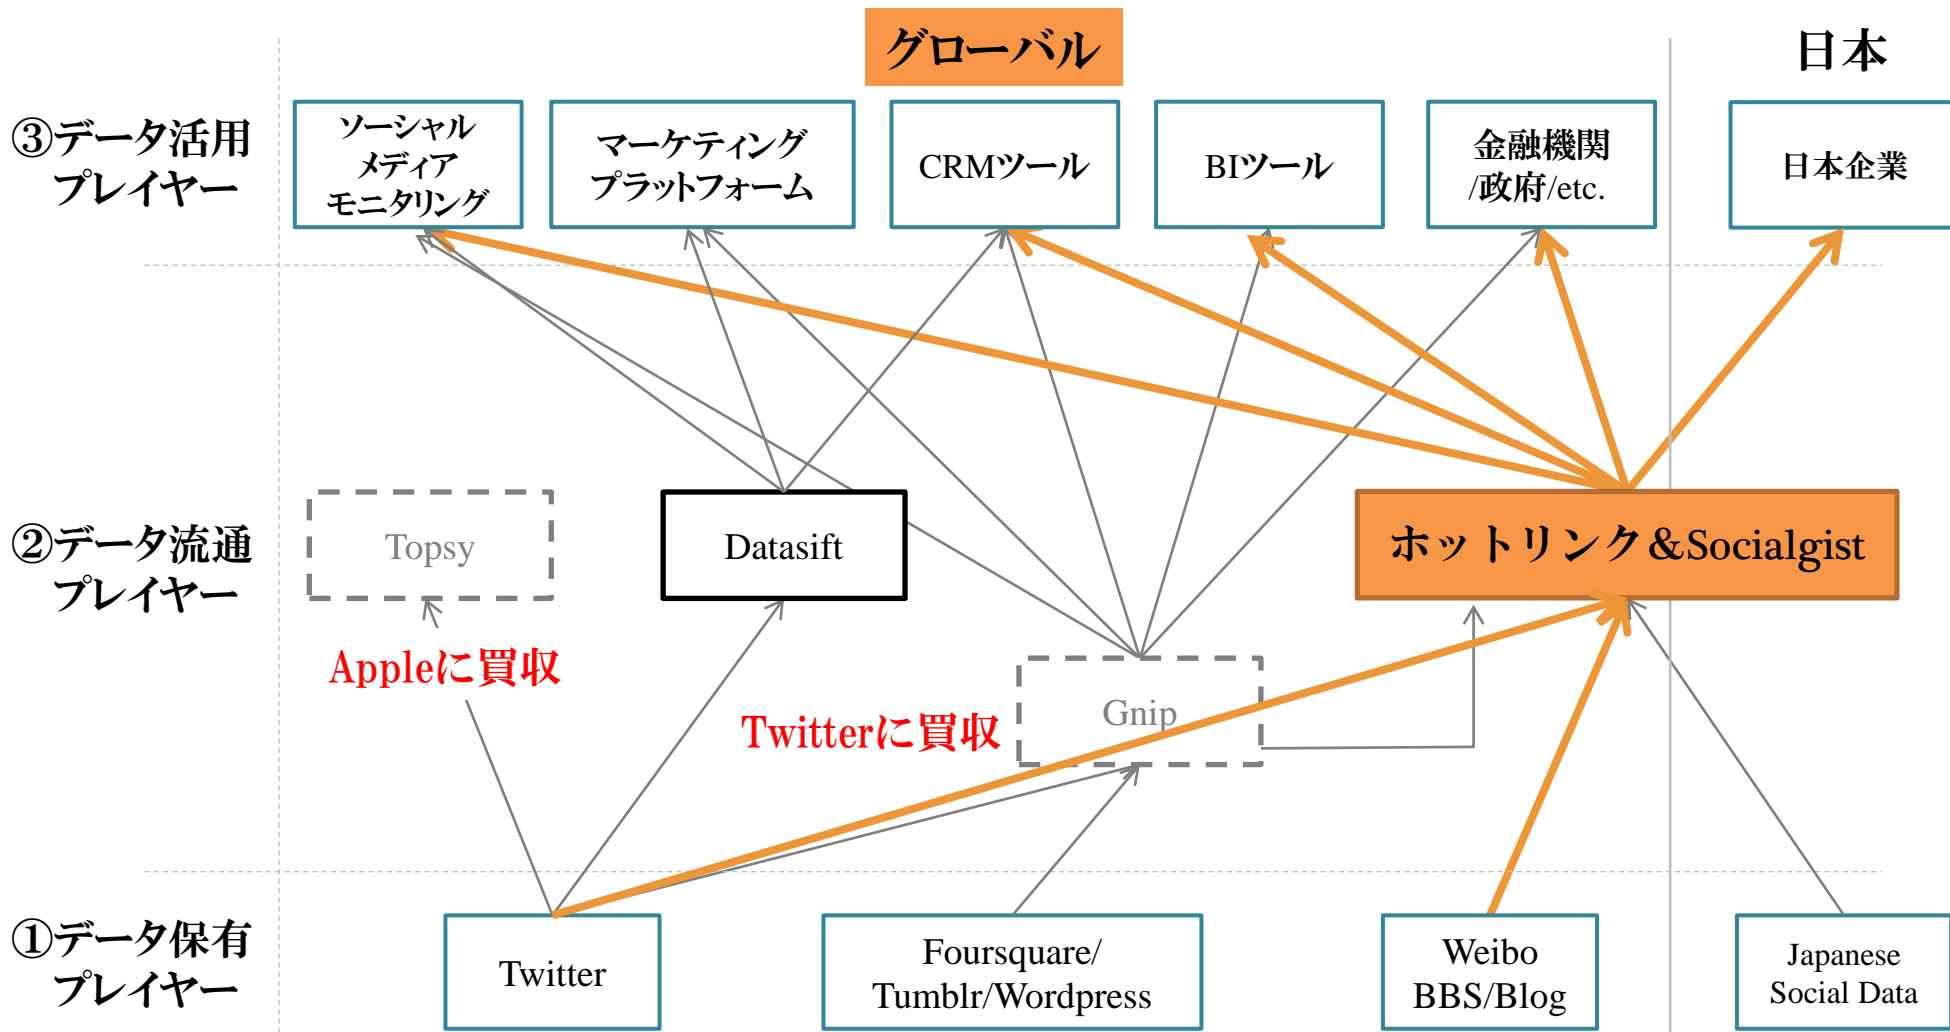 グローバル
日本
③データ活用
プレイヤー
ソーシャル
メディア
モニタリング
マーケティング
プラットフォーム
CRMツール
BIツール
金融機関
/政府/etc.
日本企業
②データ流通
プレイヤー
Topsy
Datasift
ホットリンク&Socialgist
Appleに買収
Twitterに買収
Gnip
①データ保有
プレイヤー
Twitter
Foursquare/
Tumblr/Wordpress
Weibo
BBS/Blog
Japanese
Social Data